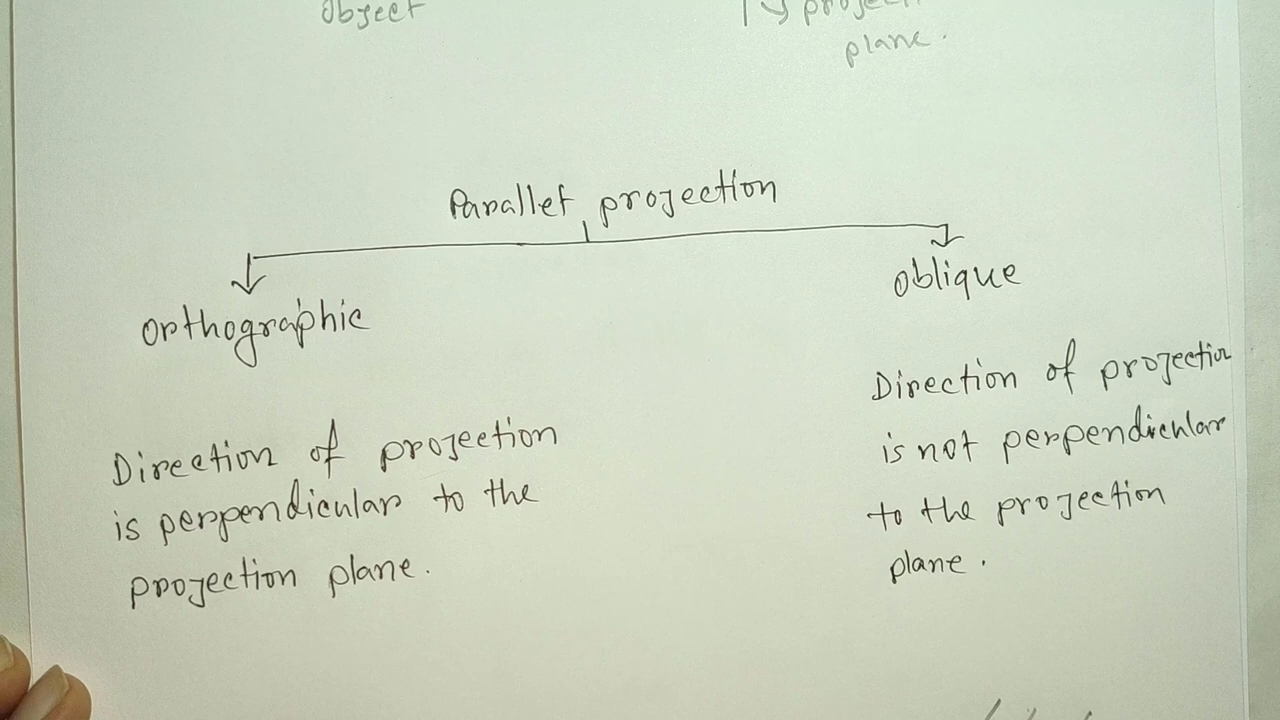 object
plane.
Parallel projection
Orthographic
Oblique
Direction of projection
is perpendicular to the
projection plane.
Direction of projection
is not perpendicular
to the projection
plane.